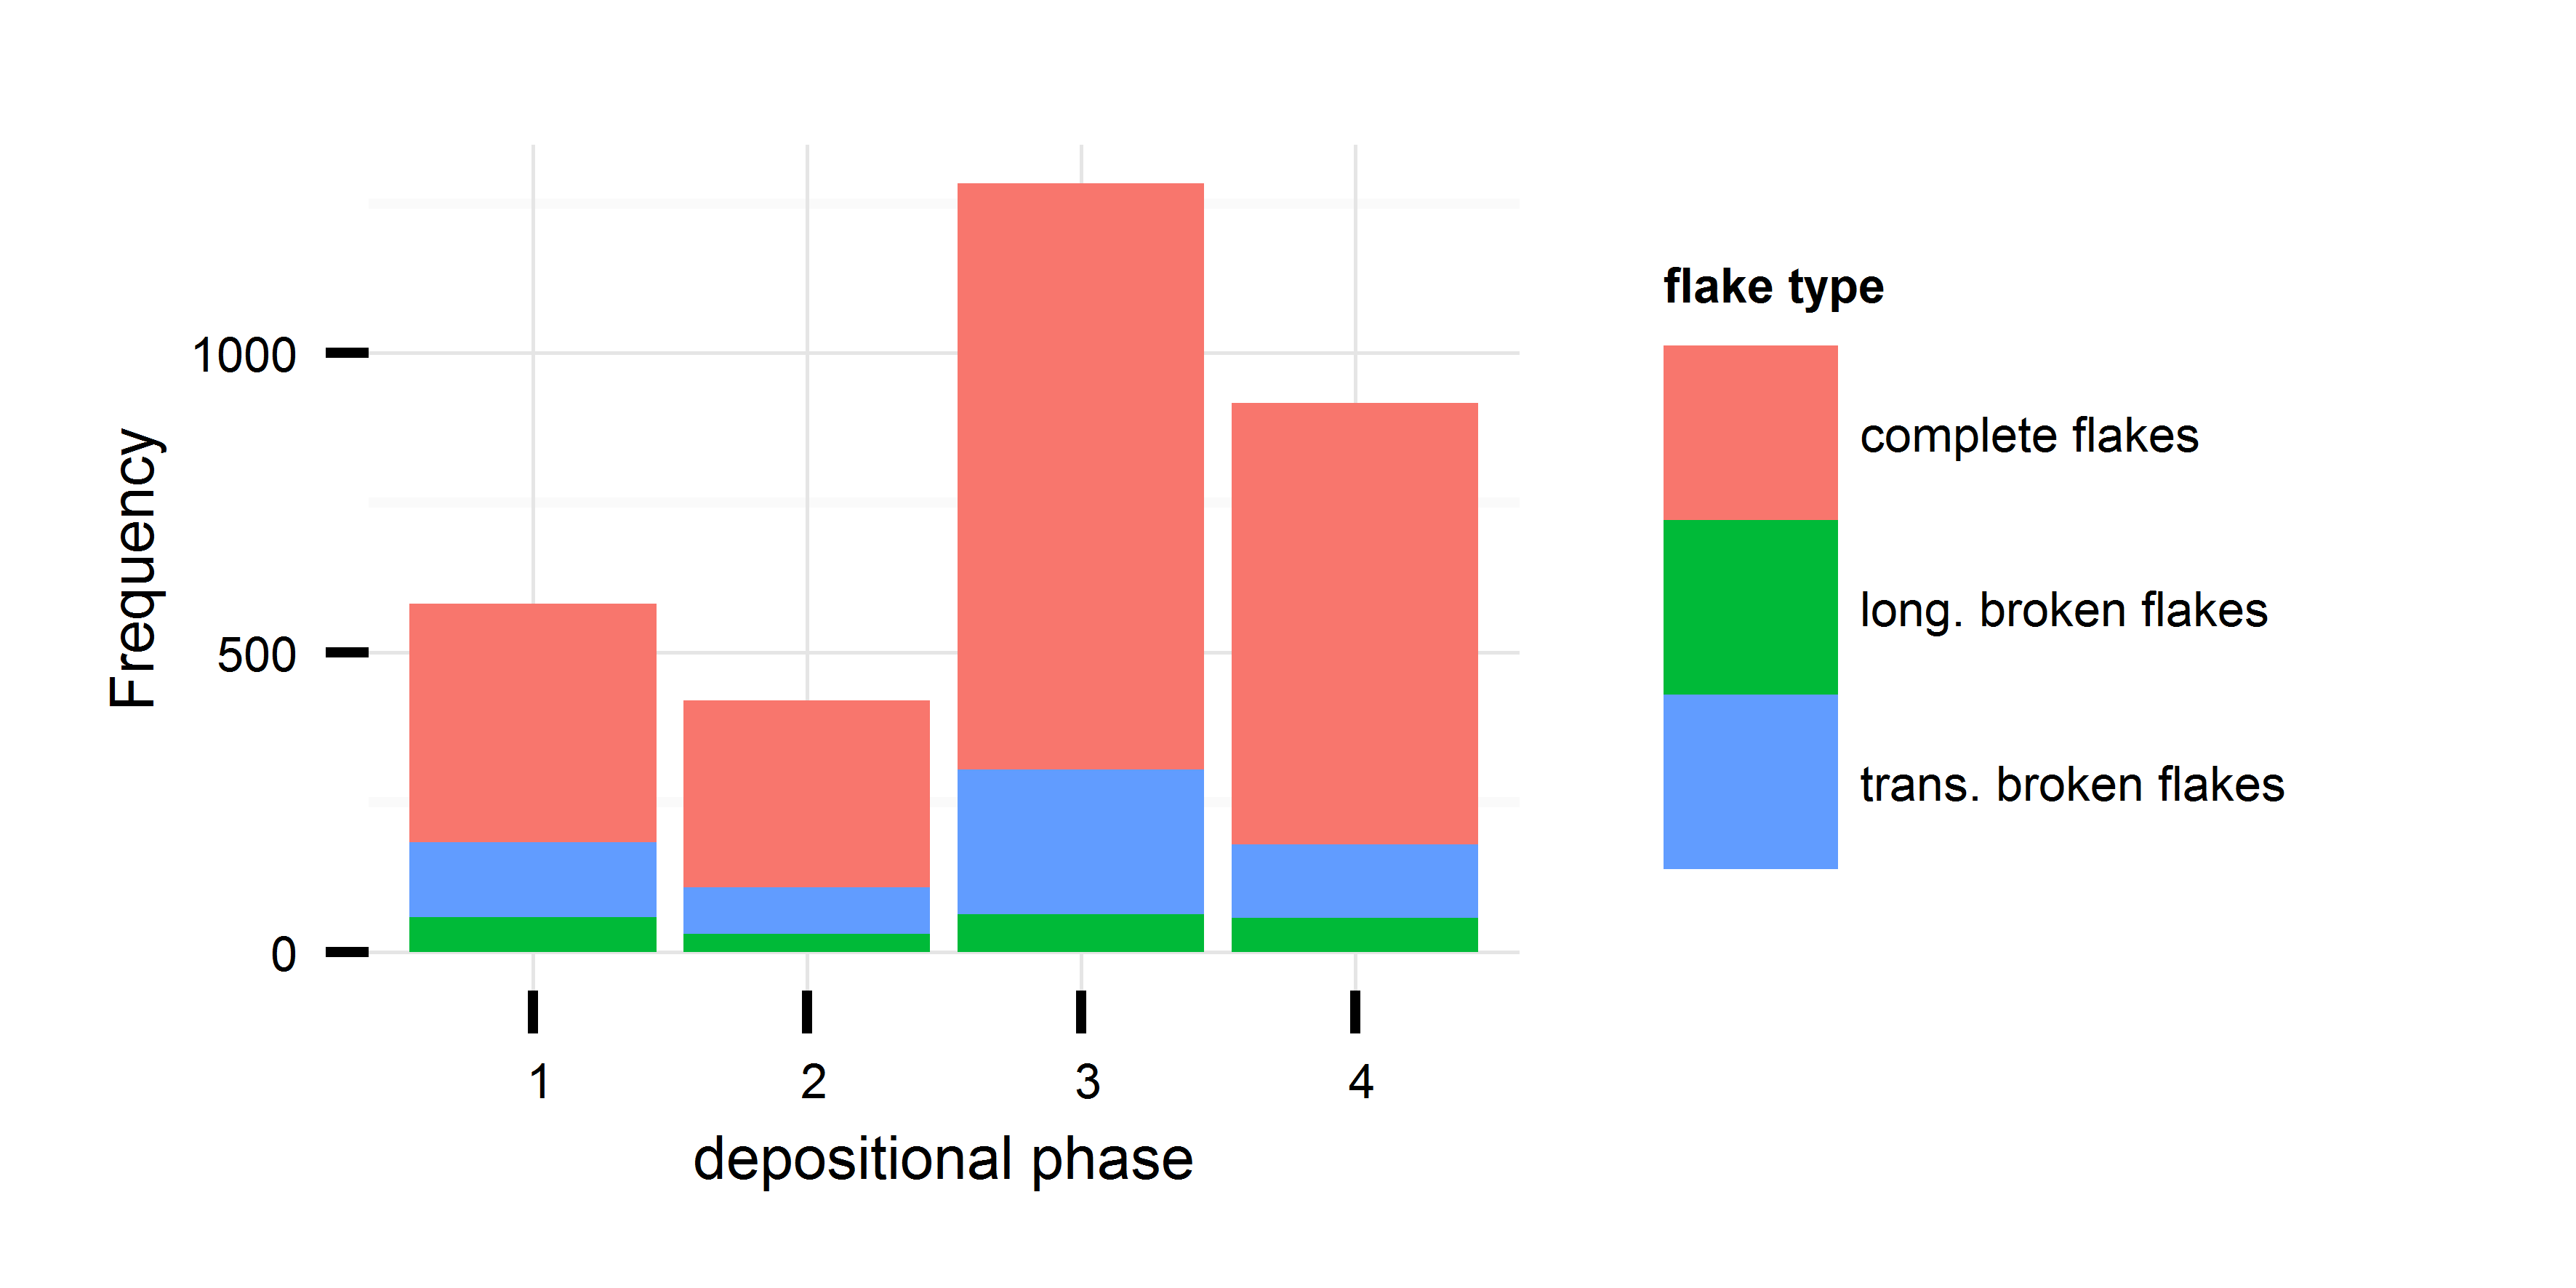 Frequency
1000
500
0
1 2 3 4
depositional phase
flake type
complete flakes
long. broken flakes
trans. broken flakes